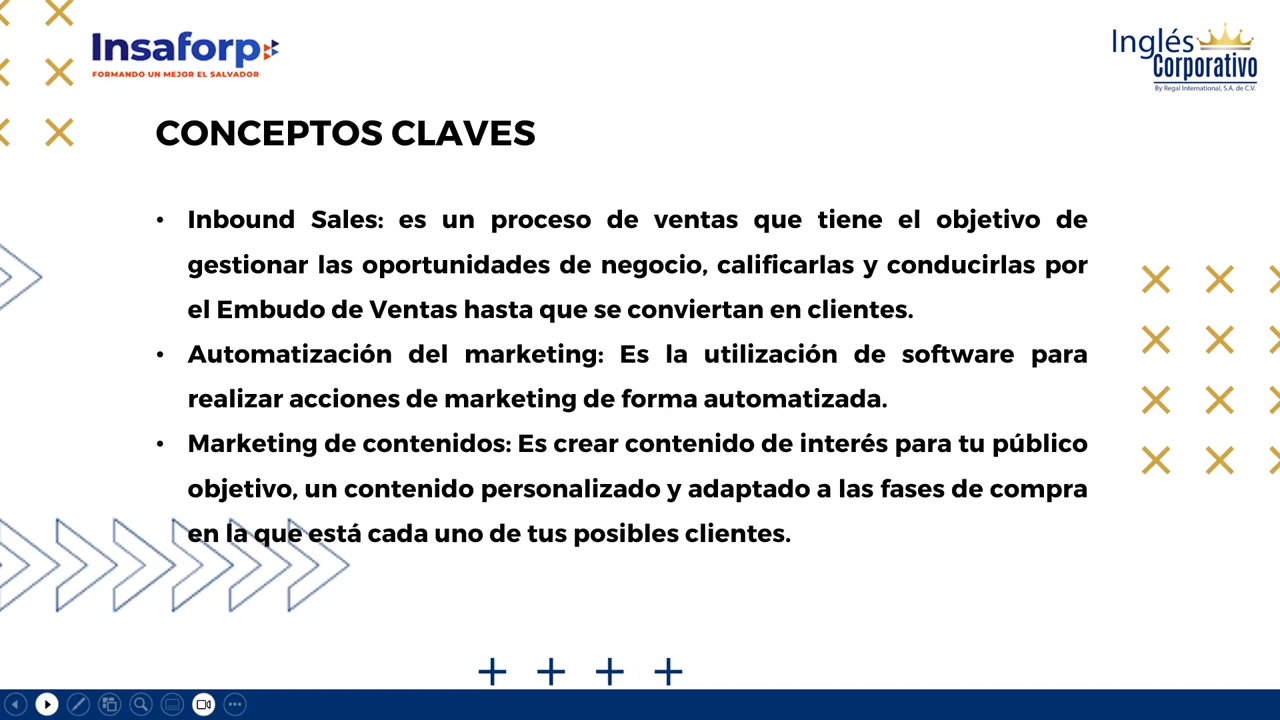 Insaforp
FORMANDO UN MEJOR EL SALVADOR
Inglés
Corporativo
By Regal International, S.A. de C.V.
CONCEPTOS CLAVES
• Inbound Sales: es un proceso de ventas que tiene el objetivo de
gestionar las oportunidades de negocio, calificarlas y conducirlas por
el Embudo de Ventas hasta que se conviertan en clientes.
• Automatización del marketing: Es la utilización de software para
realizar acciones de marketing de forma automatizada.
• Marketing de contenidos: Es crear contenido de interés para tu público
objetivo, un contenido personalizado y adaptado a las fases de compra
en la que está cada uno de tus posibles clientes.